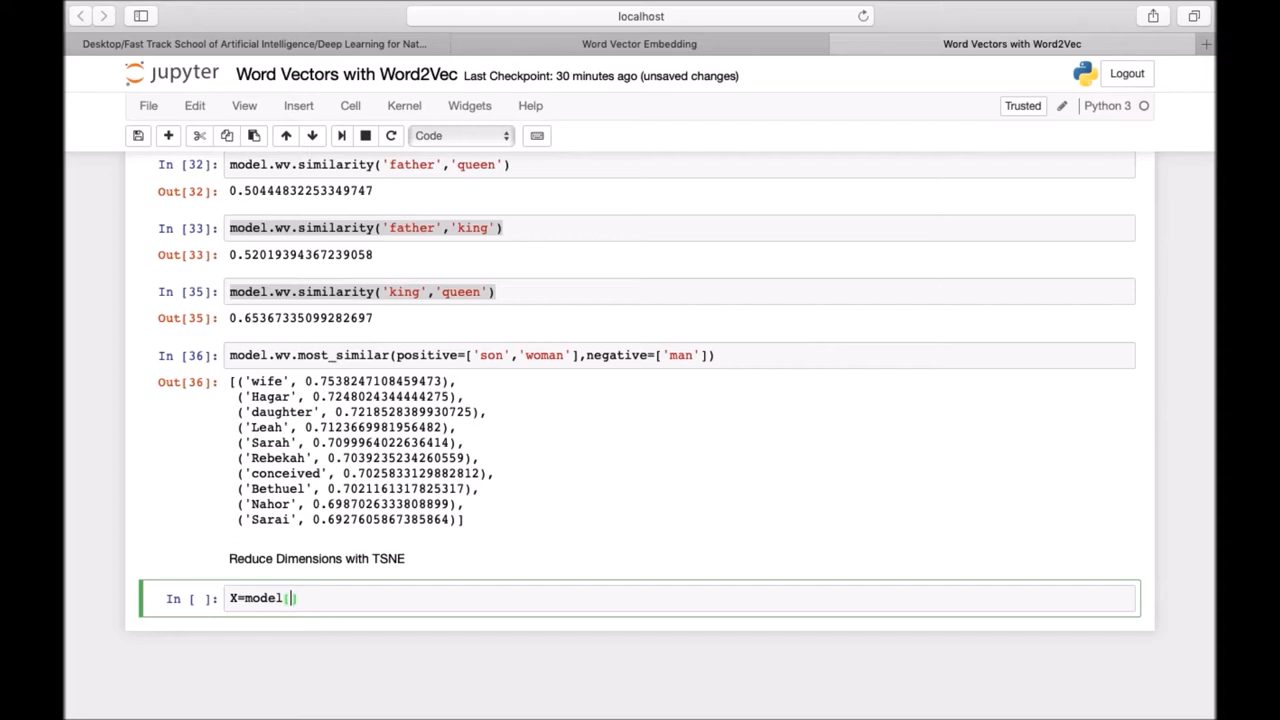 localhost
Desktop/Fast Track School of Artificial Intelligence/Deep Learning for Nat... Word Vector Embedding Word Vectors with Word2Vec
jupyter Word Vectors with Word2Vec Last Checkpoint: 30 minutes ago (unsaved changes) Logout
File Edit View Insert Cell Kernel Widgets Help Trusted Python 3
Code
In [32]: model.wv.similarity('father','queen')
Out[32]: 0.50444832253349747
In [33]: model.wv.similarity('father','king')
Out[33]: 0.52019394367239058
In [35]: model.wv.similarity('king','queen')
Out[35]: 0.65367335099282697
In [36]: model.wv.most_similar(positive=['son','woman'],negative=['man'])
Out[36]: [('wife', 0.7538247108459473),
('Hagar', 0.7248024344444275),
('daughter', 0.7218528389930725),
('Leah', 0.7123669981956482),
('Sarah', 0.7099964022636414),
('Rebekah', 0.7039235234260559),
('conceived', 0.7025833129882812),
('Bethuel', 0.7021161317825317),
('Nahor', 0.6987026333808899),
('Sarai', 0.6927605867385864)]
Reduce Dimensions with TSNE
In [ ]: X=model[]